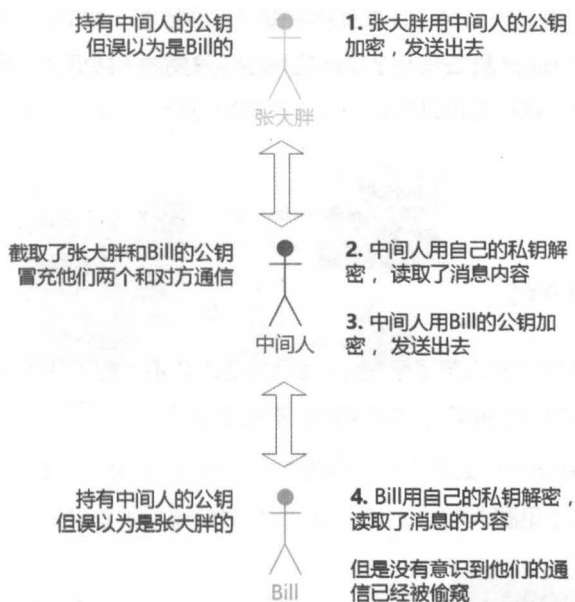 持有中间人的公钥
但误以为是Bill的
1. 张大胖用中间人的公钥
加密，发送出去
张大胖
截取了张大胖和Bill的公钥
冒充他们两个和对方通信
2. 中间人用自己的私钥解
密，读取了消息内容
3. 中间人用Bill的公钥加
密，发送出去
中间人
持有中间人的公钥
但误以为是张大胖的
4. Bill用自己的私钥解密，
读取了消息的内容
但是没有意识到他们的通
信已经被偷窥
Bill